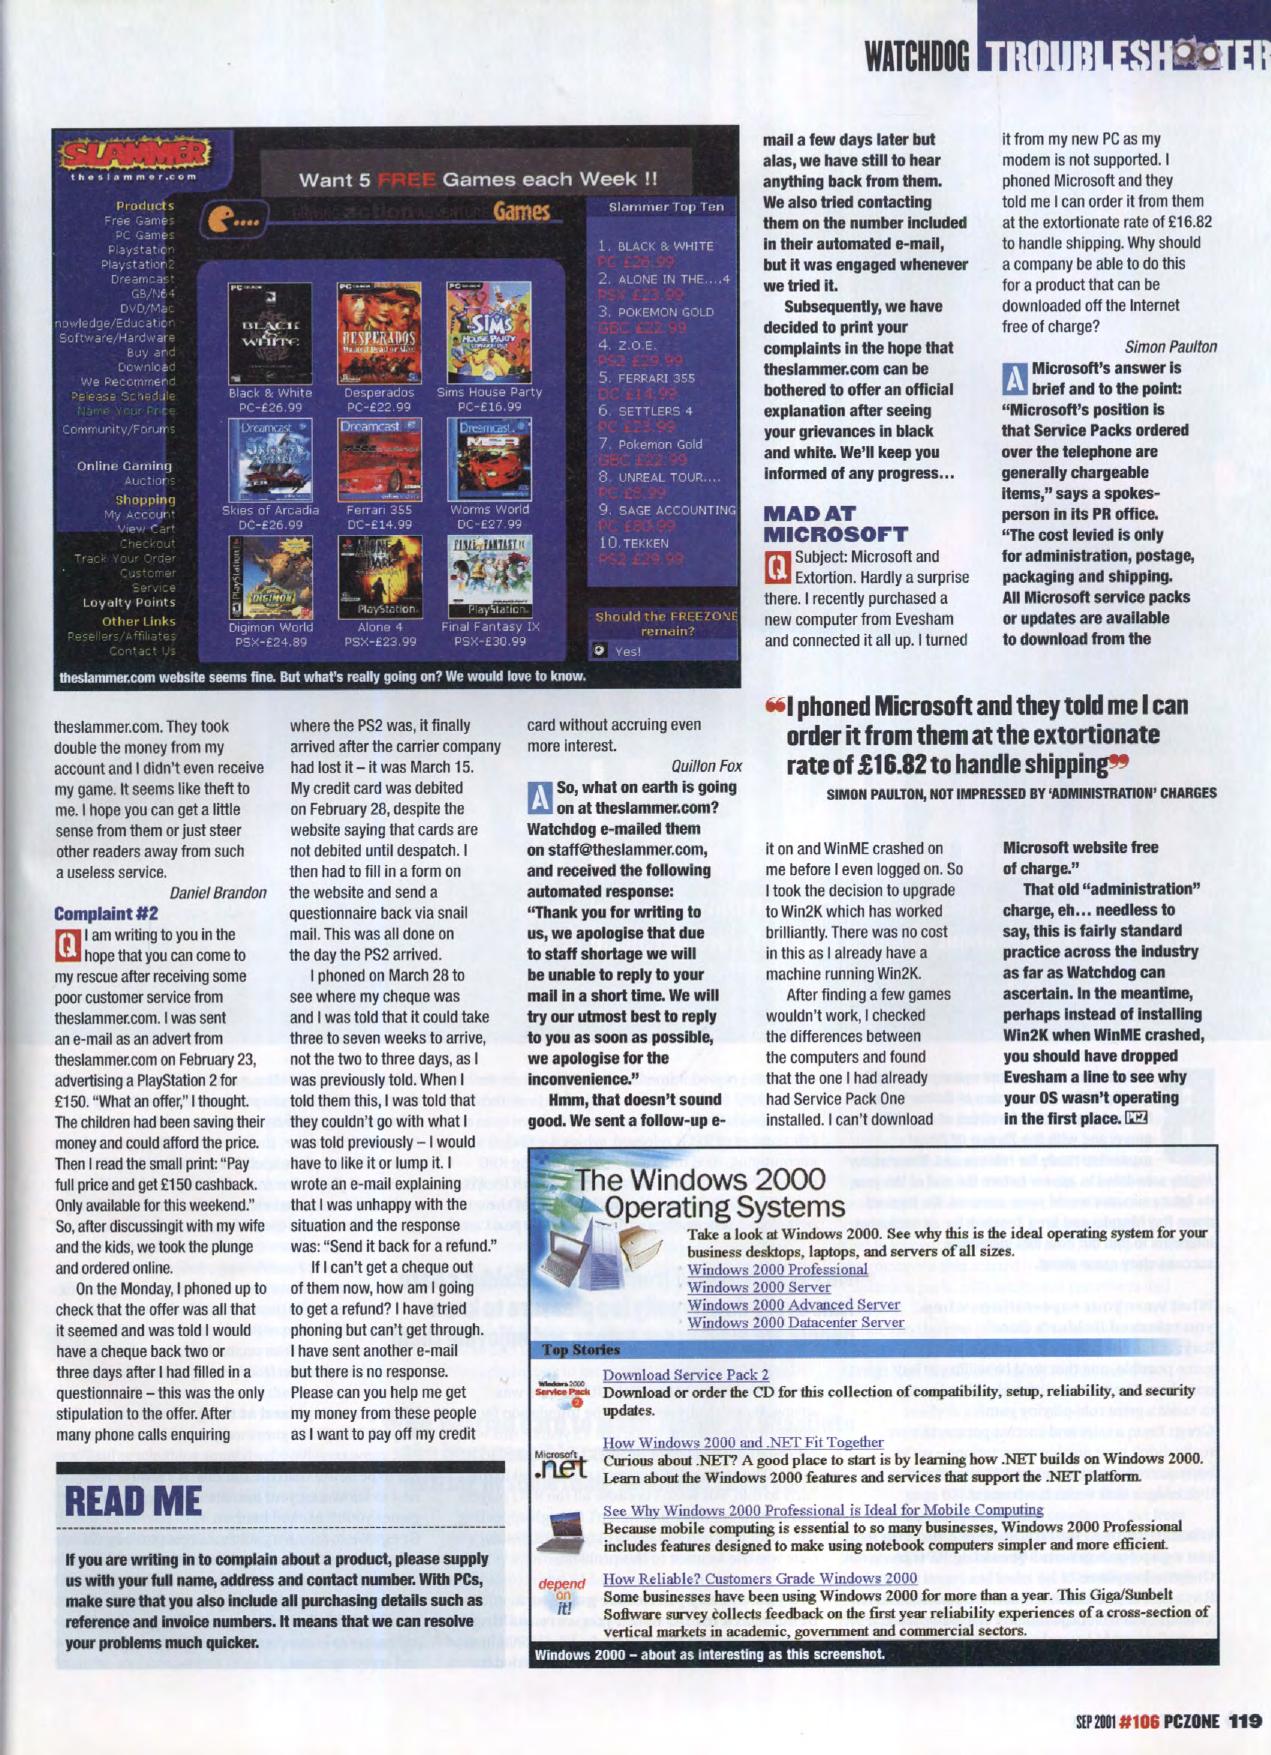 WATCHDOG TROUBLESHOOTER
SLAMMER
theslammer.com
Want 5 FREE Games each Week !!
Products
Free Games
PC Games
Playstation
Playstation2
Dreamcast
GB/N64
DVD/Mac
nowledge/Education
Software/Hardware
Buy and
Download
We Recommend
Release Schedule
Name Your Price
Community/Forums
Online Gaming
Auctions
Shopping
My Account
View Cart
Checkout
Track Your Order
Customer
Service
Loyalty Points
Other Links
Resellers/Affiliates
Contact Us
action ADVENTURE Games
Black & White
PC-£26.99
Desperados
PC-£22.99
Sims House Party
PC-£16.99
Skies of Arcadia
DC-£26.99
Ferrari 355
DC-£14.99
Worms World
DC-£27.99
Digimon World
PSX-£24.89
Alone 4
PSX-£23.99
Final Fantasy IX
PSX-£30.99
Slammer Top Ten
1. BLACK & WHITE
PC £26.99
2. ALONE IN THE....4
PSX £23.99
3. POKEMON GOLD
GBC £22.99
4. Z.O.E.
PS2 £29.99
5. FERRARI 355
DC £14.99
6. SETTLERS 4
PC £23.99
7. Pokemon Gold
GBC £22.99
8. UNREAL TOUR....
PC £8.99
9. SAGE ACCOUNTING
PC £80.99
10. TEKKEN
PS2 £29.99
Should the FREEZONE
remain?
Yes!
theslammer.com website seems fine. But what's really going on? We would love to know.
theslammer.com. They took
double the money from my
account and I didn't even receive
my game. It seems like theft to
me. I hope you can get a little
sense from them or just steer
other readers away from such
a useless service.
Daniel Brandon
Complaint #2
Q I am writing to you in the
hope that you can come to
my rescue after receiving some
poor customer service from
theslammer.com. I was sent
an e-mail as an advert from
theslammer.com on February 23,
advertising a PlayStation 2 for
£150. "What an offer," I thought.
The children had been saving their
money and could afford the price.
Then I read the small print: "Pay
full price and get £150 cashback.
Only available for this weekend."
So, after discussingit with my wife
and the kids, we took the plunge
and ordered online.
On the Monday, I phoned up to
check that the offer was all that
it seemed and was told I would
have a cheque back two or
three days after I had filled in a
questionnaire – this was the only
stipulation to the offer. After
many phone calls enquiring
where the PS2 was, it finally
arrived after the carrier company
had lost it – it was March 15.
My credit card was debited
on February 28, despite the
website saying that cards are
not debited until despatch. I
then had to fill in a form on
the website and send a
questionnaire back via snail
mail. This was all done on
the day the PS2 arrived.
I phoned on March 28 to
see where my cheque was
and I was told that it could take
three to seven weeks to arrive,
not the two to three days, as I
was previously told. When I
told them this, I was told that
they couldn't go with what I
was told previously – I would
have to like it or lump it. I
wrote an e-mail explaining
that I was unhappy with the
situation and the response
was: "Send it back for a refund."
If I can't get a cheque out
of them now, how am I going
to get a refund? I have tried
phoning but can't get through.
I have sent another e-mail
but there is no response.
Please can you help me get
my money from these people
as I want to pay off my credit
card without accruing even
more interest.
Quillon Fox
A So, what on earth is going
on at theslammer.com?
Watchdog e-mailed them
on staff@theslammer.com,
and received the following
automated response:
"Thank you for writing to
us, we apologise that due
to staff shortage we will
be unable to reply to your
mail in a short time. We will
try our utmost best to reply
to you as soon as possible,
we apologise for the
inconvenience."
Hmm, that doesn't sound
good. We sent a follow-up e-
mail a few days later but
alas, we have still to hear
anything back from them.
We also tried contacting
them on the number included
in their automated e-mail,
but it was engaged whenever
we tried it.
Subsequently, we have
decided to print your
complaints in the hope that
theslammer.com can be
bothered to offer an official
explanation after seeing
your grievances in black
and white. We'll keep you
informed of any progress...
MAD AT
MICROSOFT
Q Subject: Microsoft and
Extortion. Hardly a surprise
there. I recently purchased a
new computer from Evesham
and connected it all up. I turned
it on and WinME crashed on
me before I even logged on. So
I took the decision to upgrade
to Win2K which has worked
brilliantly. There was no cost
in this as I already have a
machine running Win2K.
After finding a few games
wouldn't work, I checked
the differences between
the computers and found
that the one I had already
had Service Pack One
installed. I can't download
it from my new PC as my
modem is not supported. I
phoned Microsoft and they
told me I can order it from them
at the extortionate rate of £16.82
to handle shipping. Why should
a company be able to do this
for a product that can be
downloaded off the Internet
free of charge?
Simon Paulton
A Microsoft's answer is
brief and to the point:
"Microsoft's position is
that Service Packs ordered
over the telephone are
generally chargeable
items," says a spokes-
person in its PR office.
"The cost levied is only
for administration, postage,
packaging and shipping.
All Microsoft service packs
or updates are available
to download from the
Microsoft website free
of charge."
That old "administration"
charge, eh... needless to
say, this is fairly standard
practice across the industry
as far as Watchdog can
ascertain. In the meantime,
perhaps instead of installing
Win2K when WinME crashed,
you should have dropped
Evesham a line to see why
your OS wasn't operating
in the first place. PCZ
"I phoned Microsoft and they told me I can
order it from them at the extortionate
rate of £16.82 to handle shipping"
SIMON PAULTON, NOT IMPRESSED BY 'ADMINISTRATION' CHARGES
READ ME
If you are writing in to complain about a product, please supply
us with your full name, address and contact number. With PCs,
make sure that you also include all purchasing details such as
reference and invoice numbers. It means that we can resolve
your problems much quicker.
The Windows 2000
Operating Systems
Take a look at Windows 2000. See why this is the ideal operating system for your
business desktops, laptops, and servers of all sizes.
Windows 2000 Professional
Windows 2000 Server
Windows 2000 Advanced Server
Windows 2000 Datacenter Server
Top Stories
Windows 2000
Service Pack
2
Download Service Pack 2
Download or order the CD for this collection of compatibility, setup, reliability, and security
updates.
Microsoft
.net
How Windows 2000 and .NET Fit Together
Curious about .NET? A good place to start is by learning how .NET builds on Windows 2000.
Learn about the Windows 2000 features and services that support the .NET platform.
See Why Windows 2000 Professional is Ideal for Mobile Computing
Because mobile computing is essential to so many businesses, Windows 2000 Professional
includes features designed to make using notebook computers simpler and more efficient.
depend
on
it!
How Reliable? Customers Grade Windows 2000
Some businesses have been using Windows 2000 for more than a year. This Giga/Sunbelt
Software survey collects feedback on the first year reliability experiences of a cross-section of
vertical markets in academic, government and commercial sectors.
Windows 2000 – about as interesting as this screenshot.
SEP 2001 #106 PCZONE 119